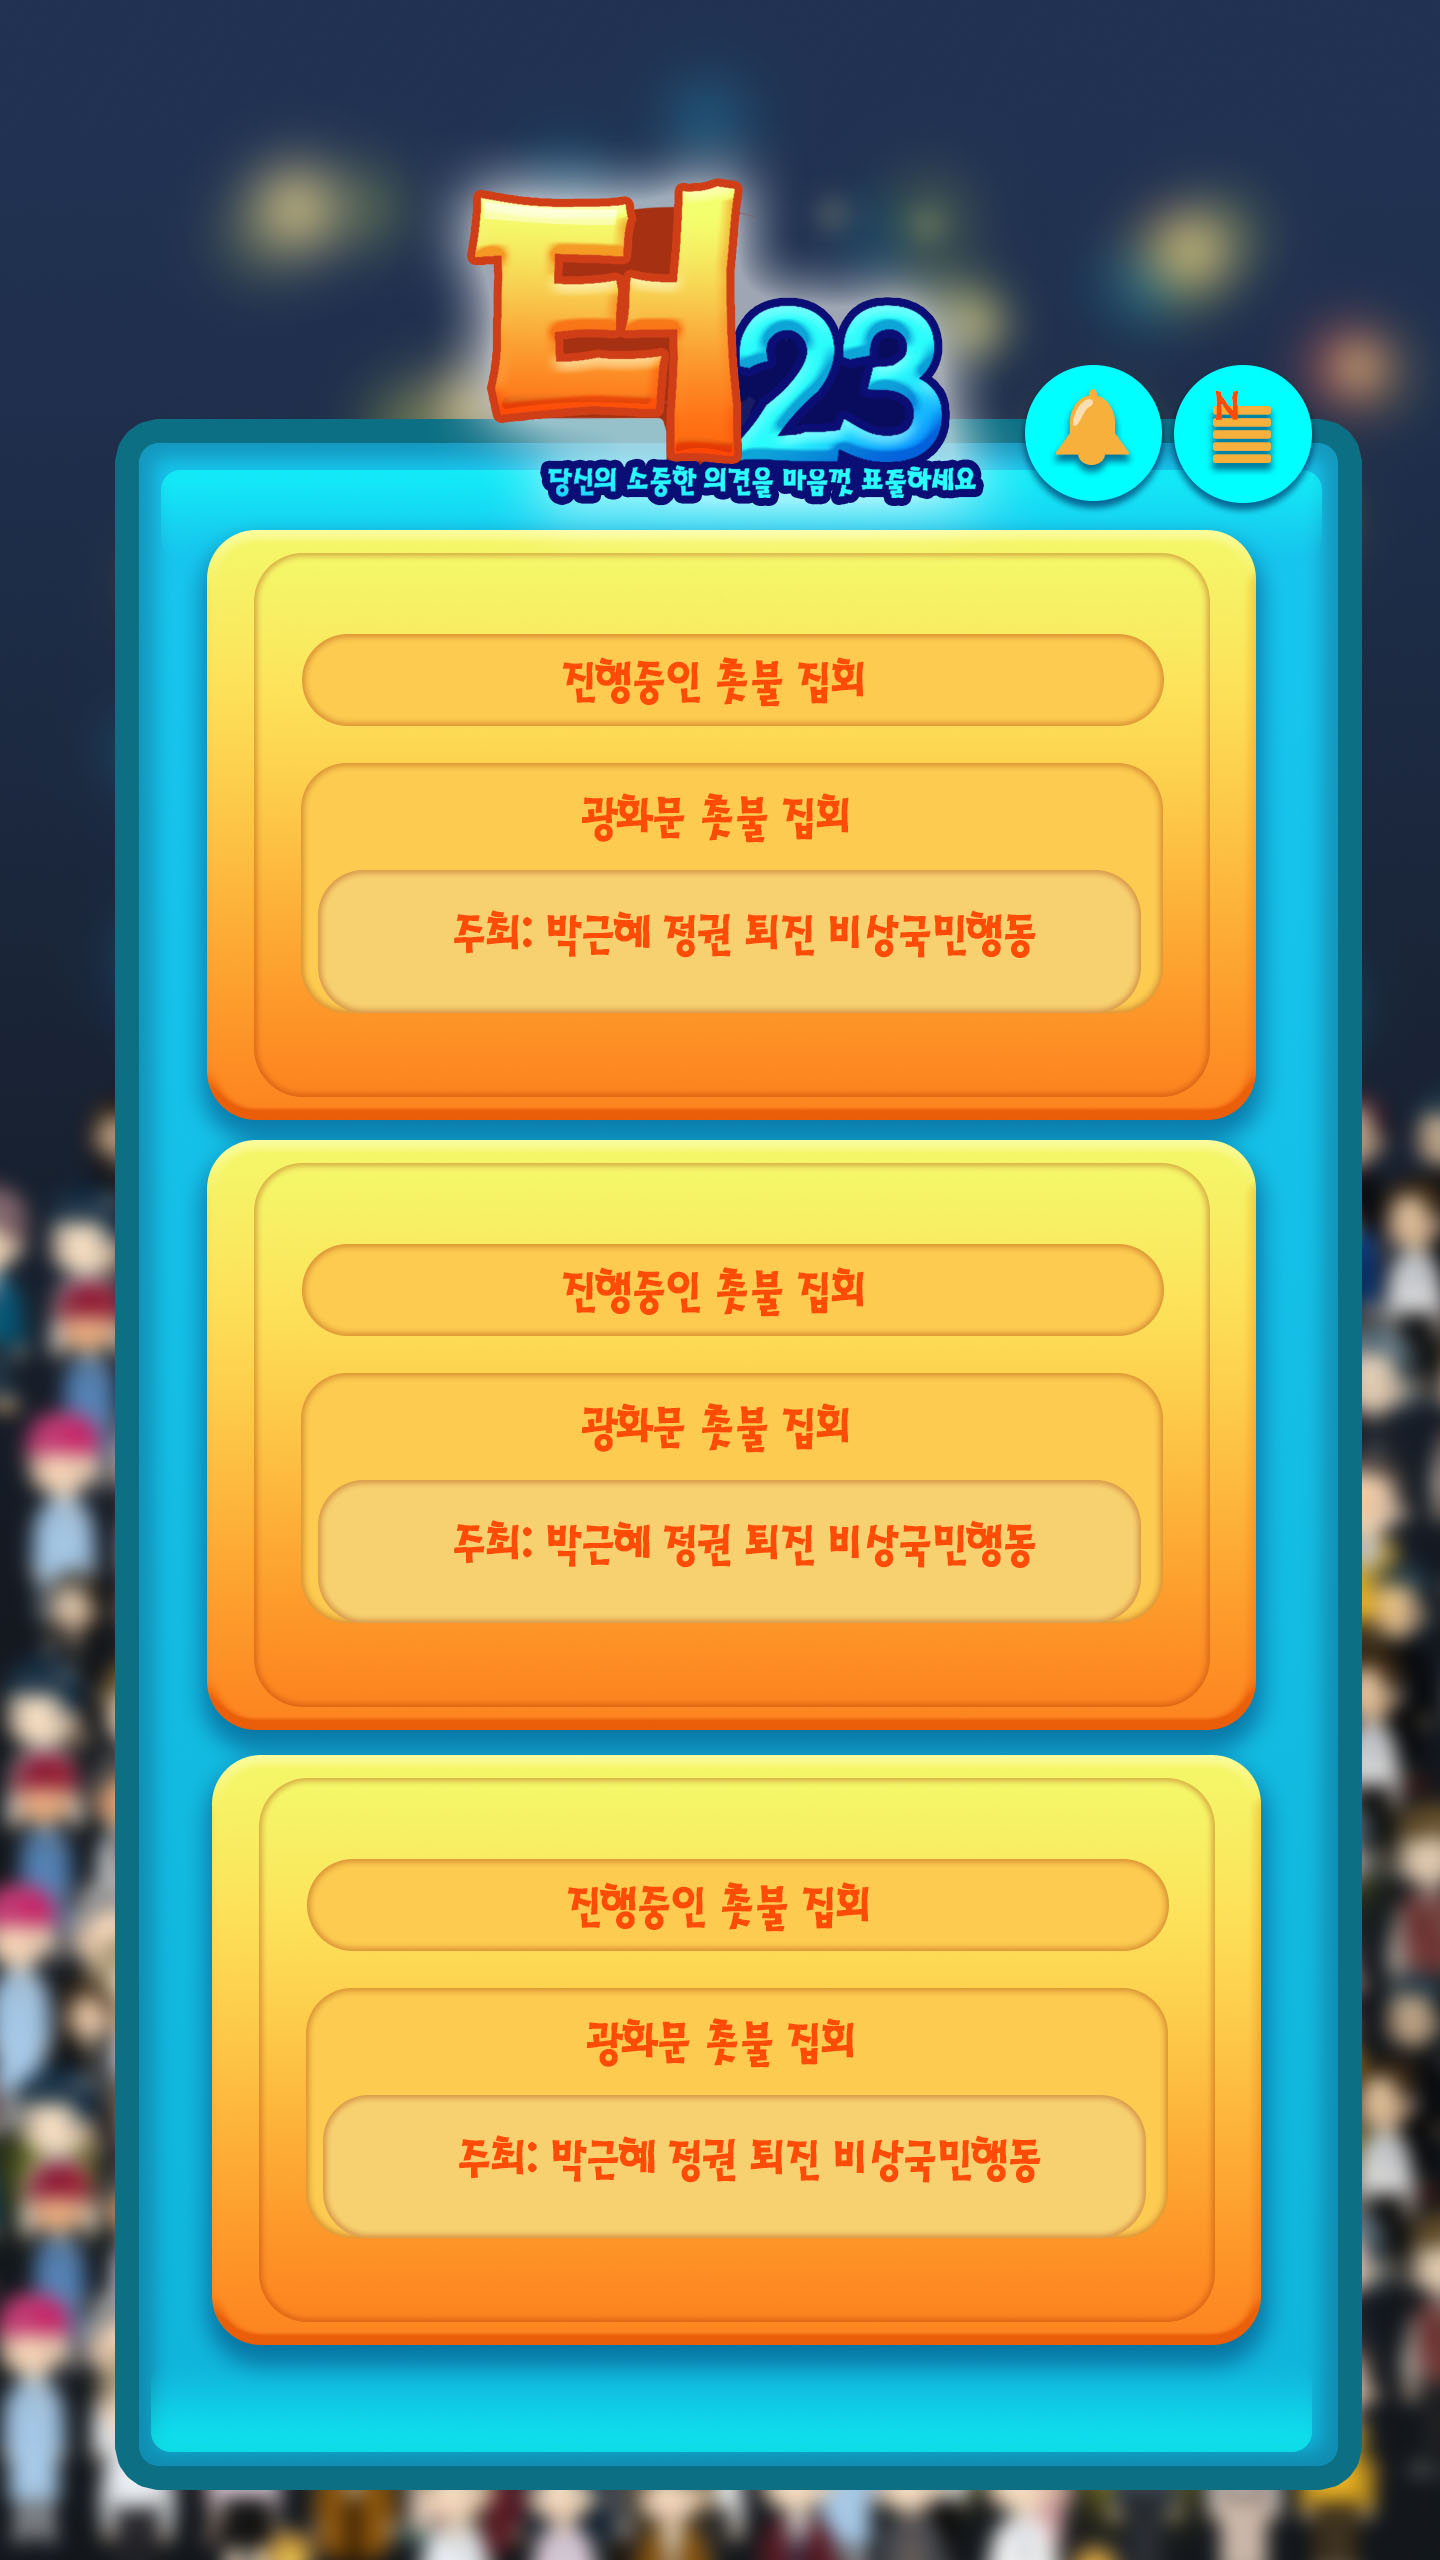 터23
당신의 소중한 의견을 마음껏 표출하세요
N
진행중인 촛불 집회
광화문 촛불 집회
주최: 박근혜 정권 퇴진 비상국민행동
진행중인 촛불 집회
광화문 촛불 집회
주최: 박근혜 정권 퇴진 비상국민행동
진행중인 촛불 집회
광화문 촛불 집회
주최: 박근혜 정권 퇴진 비상국민행동